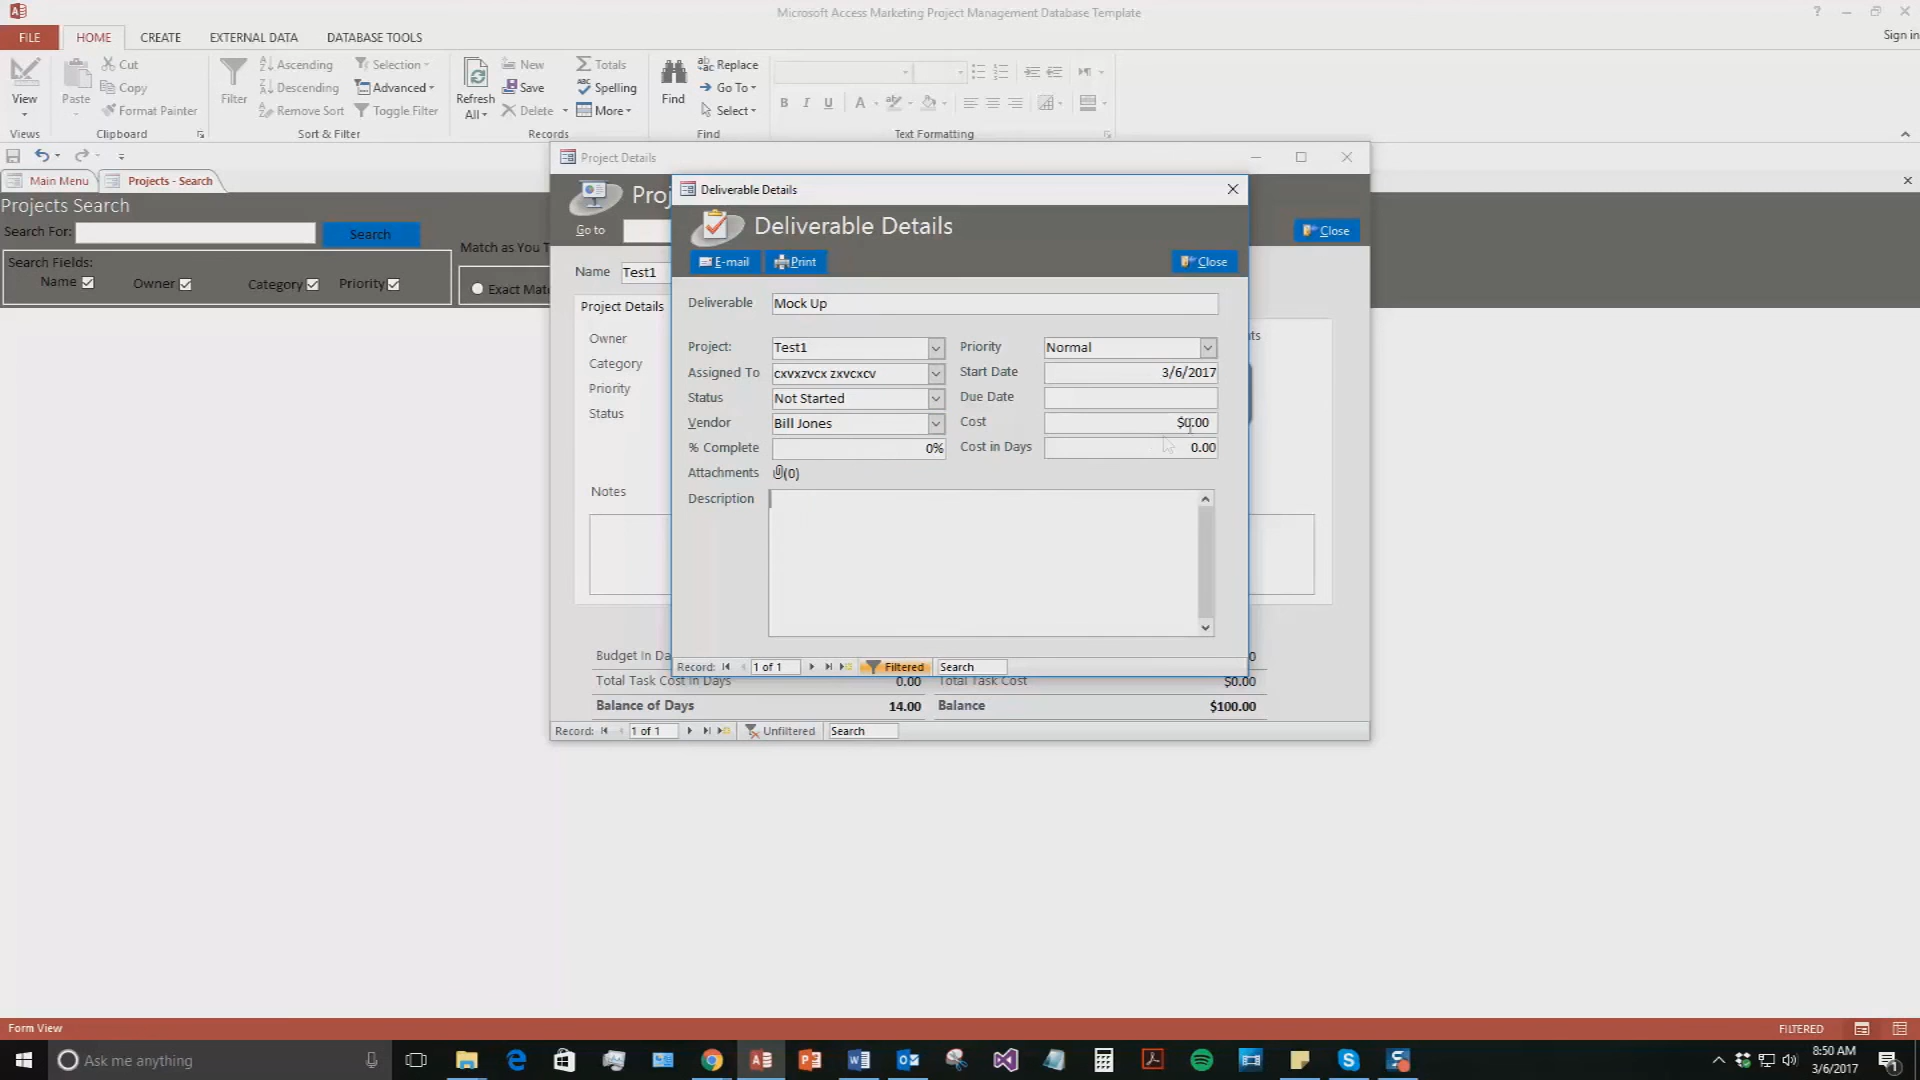 Microsoft Access Marketing Project Management Database Template
FILE HOME CREATE EXTERNAL DATA DATABASE TOOLS Sign in
View Paste Cut Copy Format Painter Filter Ascending Descending Remove Sort Selection Advanced Toggle Filter Refresh All New Save Delete Totals Spelling More Find Replace Go To Select
Views Clipboard Sort & Filter Records Find Text Formatting
Project Details
Main Menu Projects - Search
Deliverable Details
Projects Search
Go to
Deliverable Details
Close
Search For: Search
Match as You T
E-mail Print Close
Search Fields:
Name Owner Category Priority
Exact Mat
Name Test1
Project Details
Deliverable Mock Up
Owner
Category
Priority
Status
Notes
Project: Test1 Priority Normal
Assigned To cxvxzvcx zxvcxcv Start Date 3/6/2017
Status Not Started Due Date
Vendor Bill Jones Cost $0.00
% Complete 0% Cost in Days 0.00
Attachments (0)
Description
Record: 1 of 1 Filtered Search
Budget in Da
Total Task Cost in Days 0.00 Total Task Cost $0.00
Balance of Days 14.00 Balance $100.00
Record: 1 of 1 Unfiltered Search
Form View FILTERED
Ask me anything
8:50 AM
3/6/2017